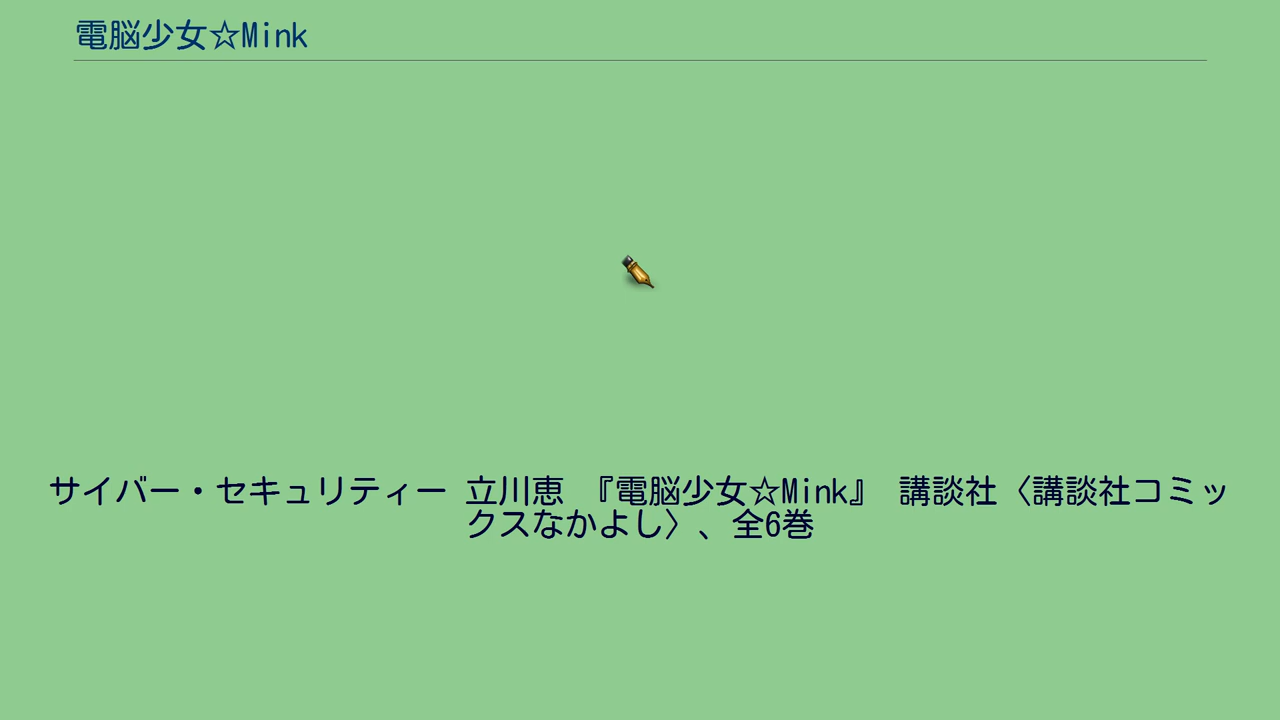 電脳少女☆Mink
サイバー・セキュリティー 立川恵 『電脳少女☆Mink』 講談社〈講談社コミッ
クスなかよし〉、全6巻